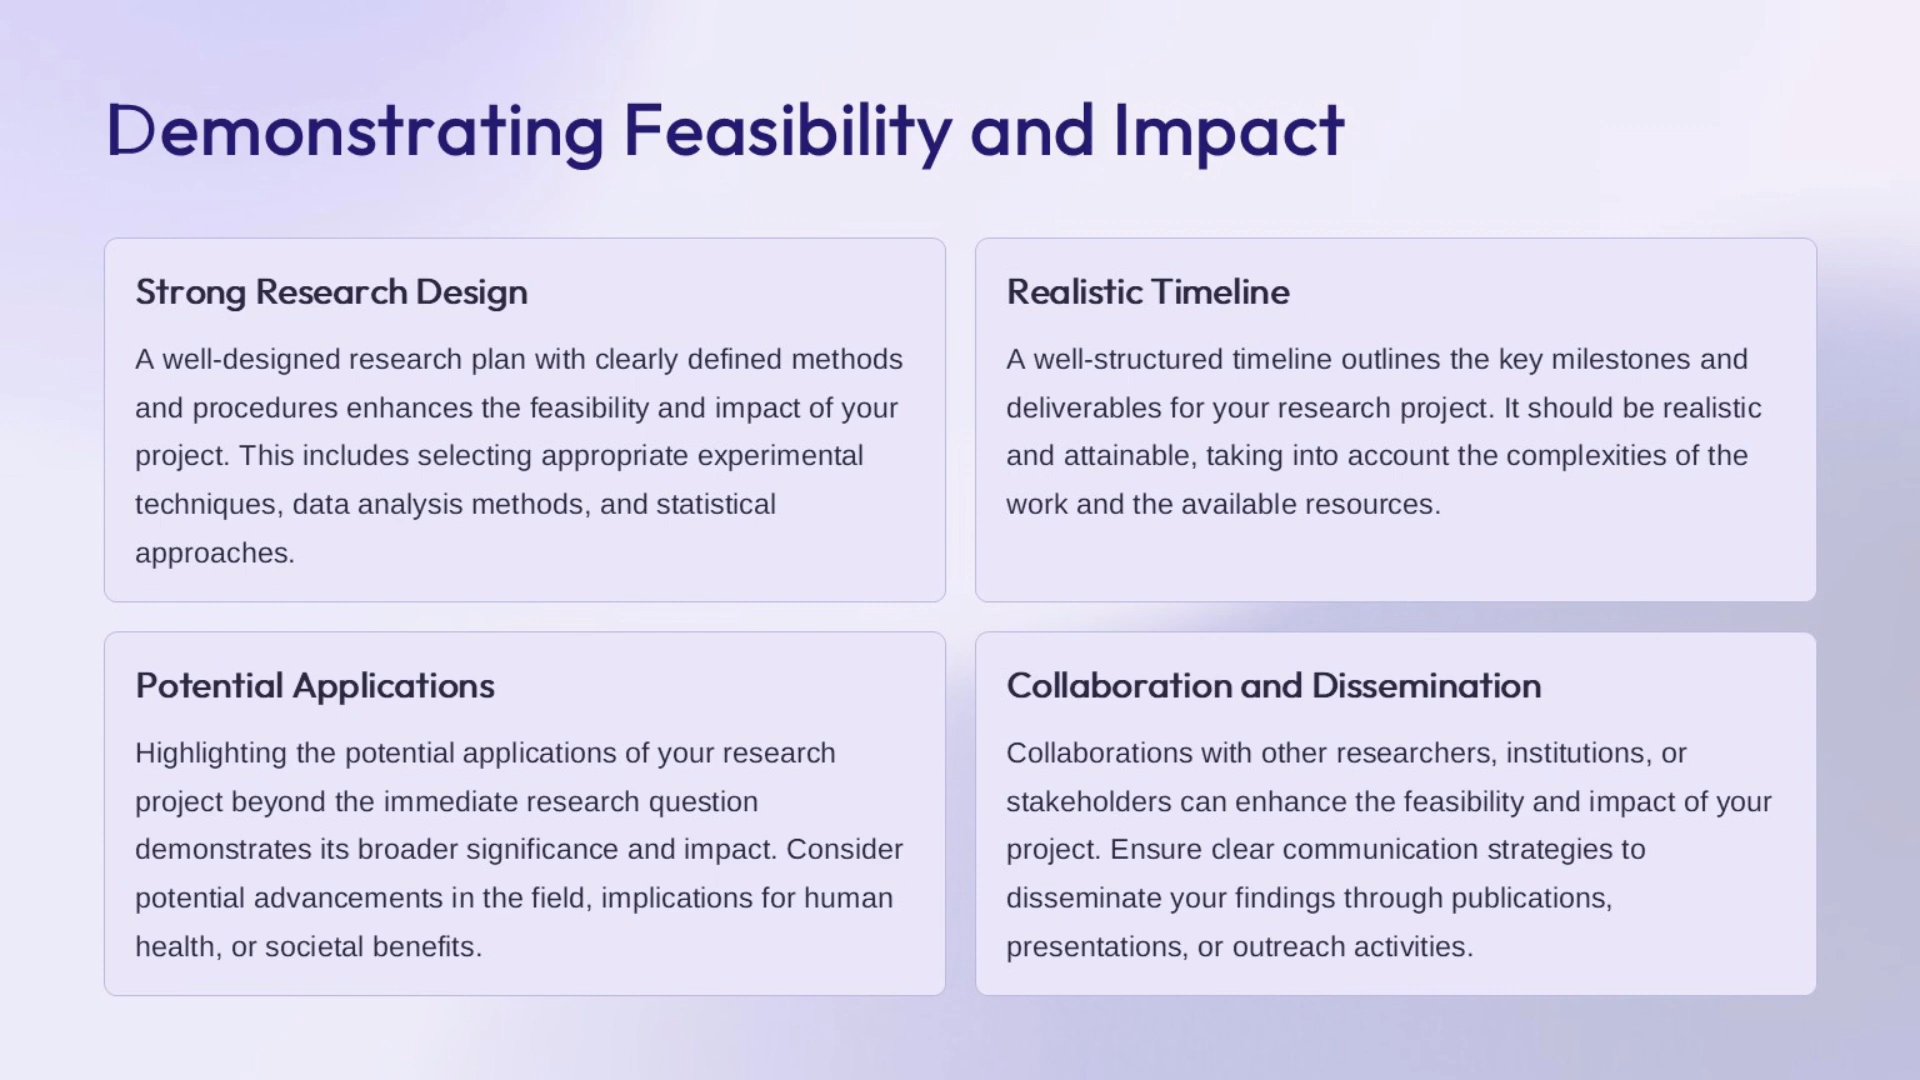 Demonstrating Feasibility and Impact
Strong Research Design
A well-designed research plan with clearly defined methods
and procedures enhances the feasibility and impact of your
project. This includes selecting appropriate experimental
techniques, data analysis methods, and statistical
approaches.
Realistic Timeline
A well-structured timeline outlines the key milestones and
deliverables for your research project. It should be realistic
and attainable, taking into account the complexities of the
work and the available resources.
Potential Applications
Highlighting the potential applications of your research
project beyond the immediate research question
demonstrates its broader significance and impact. Consider
potential advancements in the field, implications for human
health, or societal benefits.
Collaboration and Dissemination
Collaborations with other researchers, institutions, or
stakeholders can enhance the feasibility and impact of your
project. Ensure clear communication strategies to
disseminate your findings through publications,
presentations, or outreach activities.